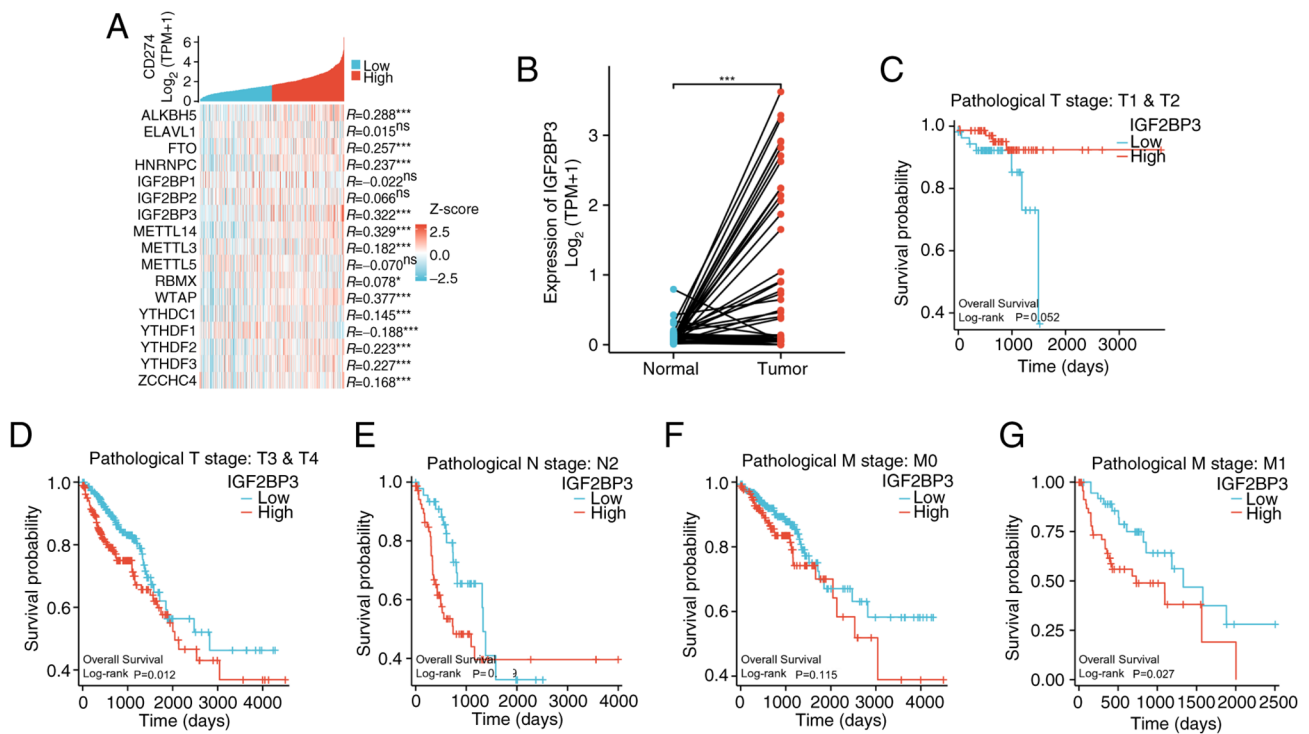 A
CD274
Log2 (TPM+1)
6
4
2
0
Low
High
ALKBH5 R=0.288***
ELAVL1 R=0.015ns
FTO R=0.257***
HNRNPC R=0.237***
IGF2BP1 R=−0.022ns
IGF2BP2 R=0.066ns
IGF2BP3 R=0.322***
METTL14 R=0.329***
METTL3 R=0.182***
METTL5 R=−0.070ns
RBMX R=0.078*
WTAP R=0.377***
YTHDC1 R=0.145***
YTHDF1 R=−0.188***
YTHDF2 R=0.223***
YTHDF3 R=0.227***
ZCCHC4 R=0.168***
Z-score
2.5
0.0
−2.5
B
Expression of IGF2BP3
Log2 (TPM+1)
***
3
2
1
0
Normal Tumor
C
Pathological T stage: T1 & T2
IGF2BP3
Low
High
Survival probability
1.0
0.8
0.6
0.4
Overall Survival
Log-rank P=0.052
0 1000 2000 3000
Time (days)
D
Pathological T stage: T3 & T4
IGF2BP3
Low
High
Survival probability
1.0
0.8
0.6
0.4
Overall Survival
Log-rank P=0.012
0 1000 2000 3000 4000
Time (days)
E
Pathological N stage: N2
IGF2BP3
Low
High
Survival probability
1.0
0.8
0.6
0.4
Overall Survival
Log-rank
0 1000 2000 3000 4000
Time (days)
F
Pathological M stage: M0
IGF2BP3
Low
High
Survival probability
1.0
0.8
0.6
0.4
Overall Survival
Log-rank P=0.115
0 1000 2000 3000 4000
Time (days)
G
Pathological M stage: M1
IGF2BP3
Low
High
Survival probability
1.00
0.75
0.50
0.25
0.00
Overall Survival
Log-rank P=0.027
0 500 1000 1500 2000 2500
Time (days)